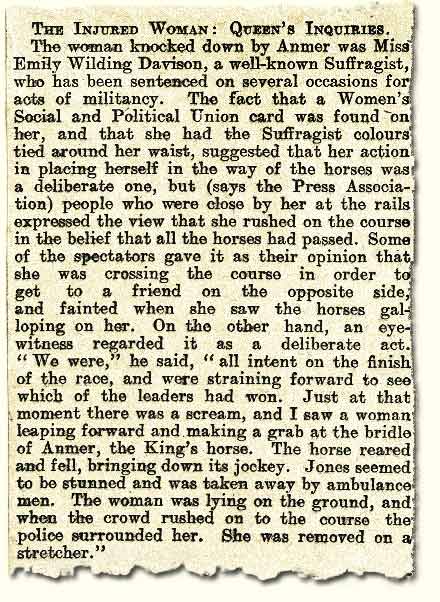 THE INJURED WOMAN: QUEEN'S INQUIRIES.
The woman knocked down by Anmer was Miss
Emily Wilding Davison, a well-known Suffragist,
who has been sentenced on several occasions for
acts of militancy. The fact that a Women's
Social and Political Union card was found on
her, and that she had the Suffragist colours
tied around her waist, suggested that her action
in placing herself in the way of the horses was
a deliberate one, but (says the Press Associa-
tion) people who were close by her at the rails
expressed the view that she rushed on the course
in the belief that all the horses had passed. Some
of the spectators gave it as their opinion that
she was crossing the course in order to
get to a friend on the opposite side,
and fainted when she saw the horses gal-
loping on her. On the other hand, an eye-
witness regarded it as a deliberate act.
"We were," he said, "all intent on the finish
of the race, and were straining forward to see
which of the leaders had won. Just at that
moment there was a scream, and I saw a woman
leaping forward and making a grab at the bridle
of Anmer, the King's horse. The horse reared
and fell, bringing down its jockey. Jones seemed
to be stunned and was taken away by ambulance
men. The woman was lying on the ground, and
when the crowd rushed on to the course the
police surrounded her. She was removed on a
stretcher."